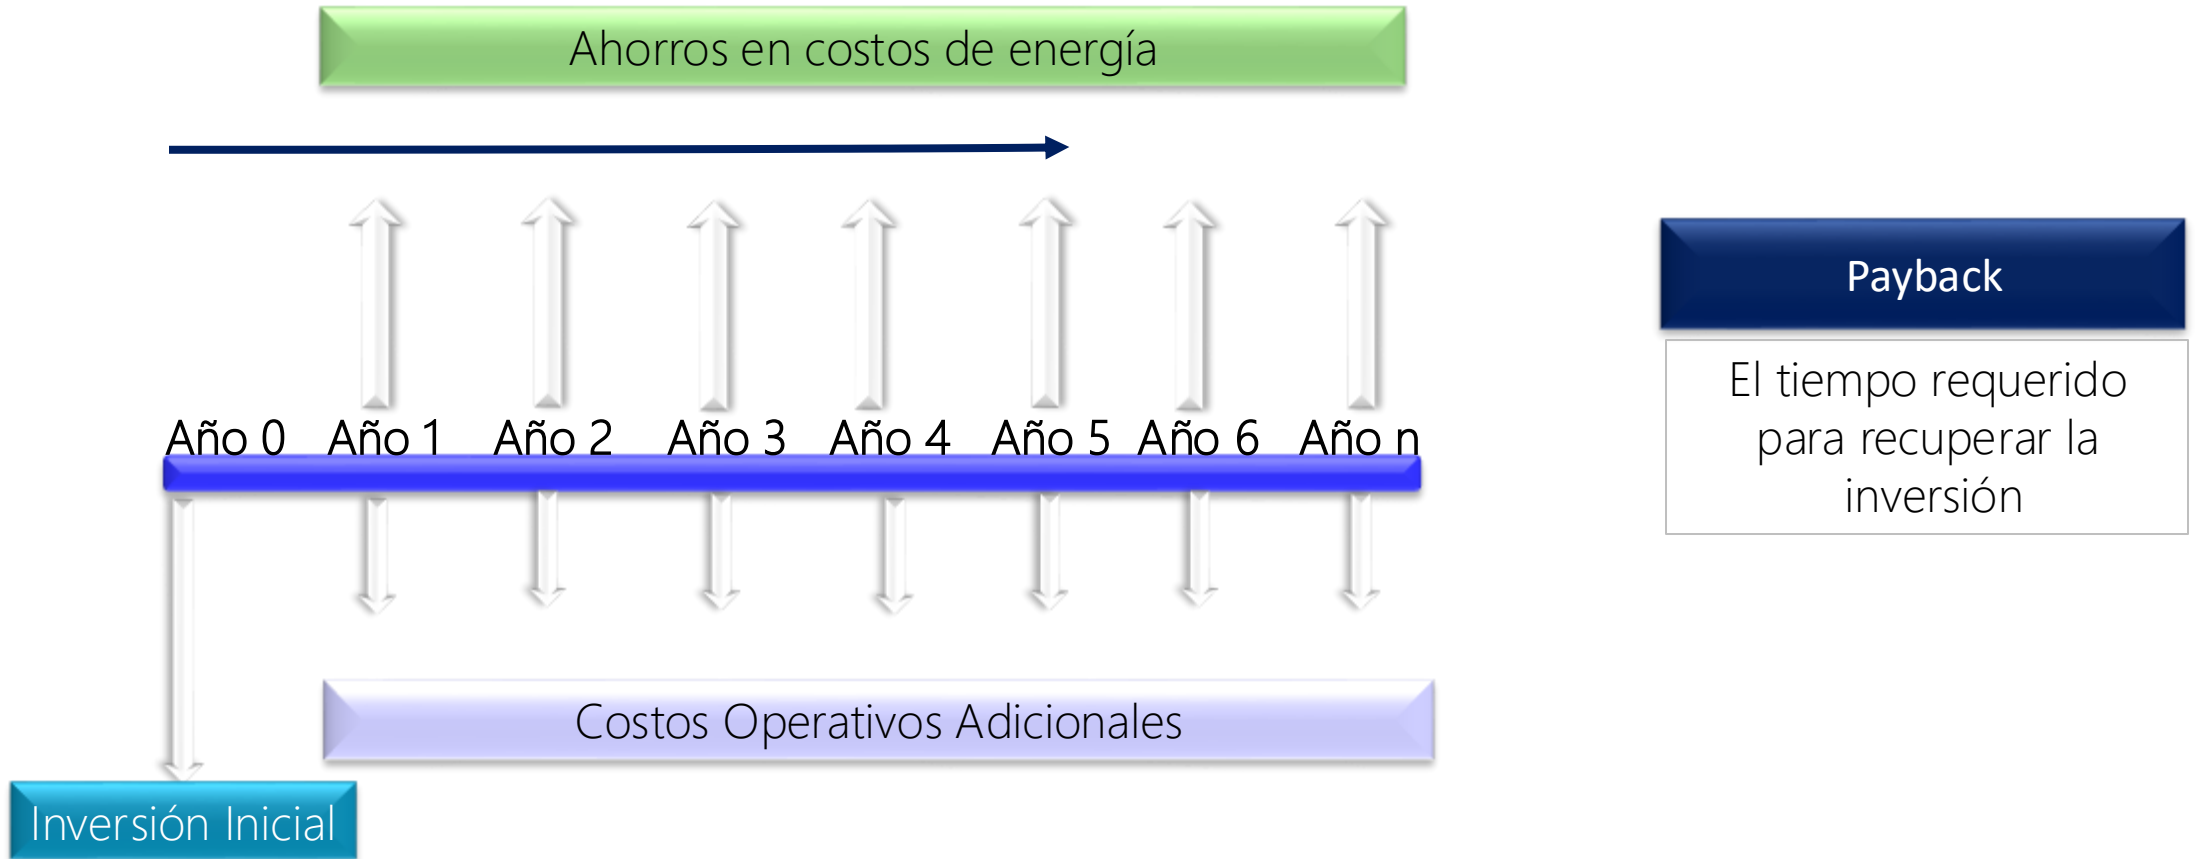 Ahorros en costos de energía
Payback
El tiempo requerido
para recuperar la
inversión
Año 0 Año 1 Año 2 Año 3 Año 4 Año 5 Año 6 Año n
Costos Operativos Adicionales
Inversión Inicial